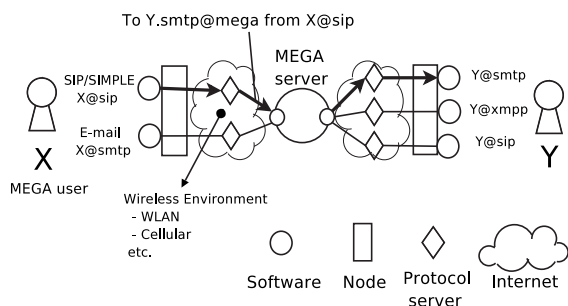 To Y.smtp@mega from X@sip
MEGA
server
SIP/SIMPLE
X@sip
E-mail
X@smtp
X
MEGA user
Y@smtp
Y@xmpp
Y@sip
Y
Wireless Environment
- WLAN
- Cellular
etc.
Software
Node
Protocol
server
Internet